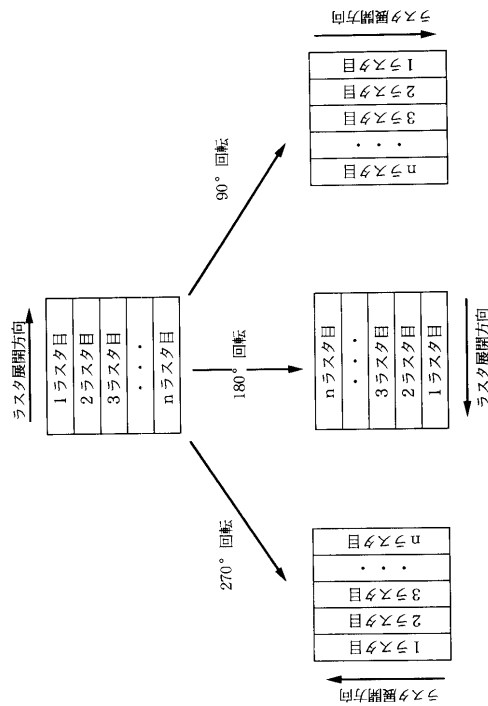 ラスタ展開方向
1ラスタ目
2ラスタ目
3ラスタ目
・・・
nラスタ目
270° 回転
180° 回転
90° 回転
ラスタ展開方向
1ラスタ目
2ラスタ目
3ラスタ目
・・・
nラスタ目
nラスタ目
・・・
3ラスタ目
2ラスタ目
1ラスタ目
ラスタ展開方向
ラスタ展開方向
1ラスタ目
2ラスタ目
3ラスタ目
・・・
nラスタ目